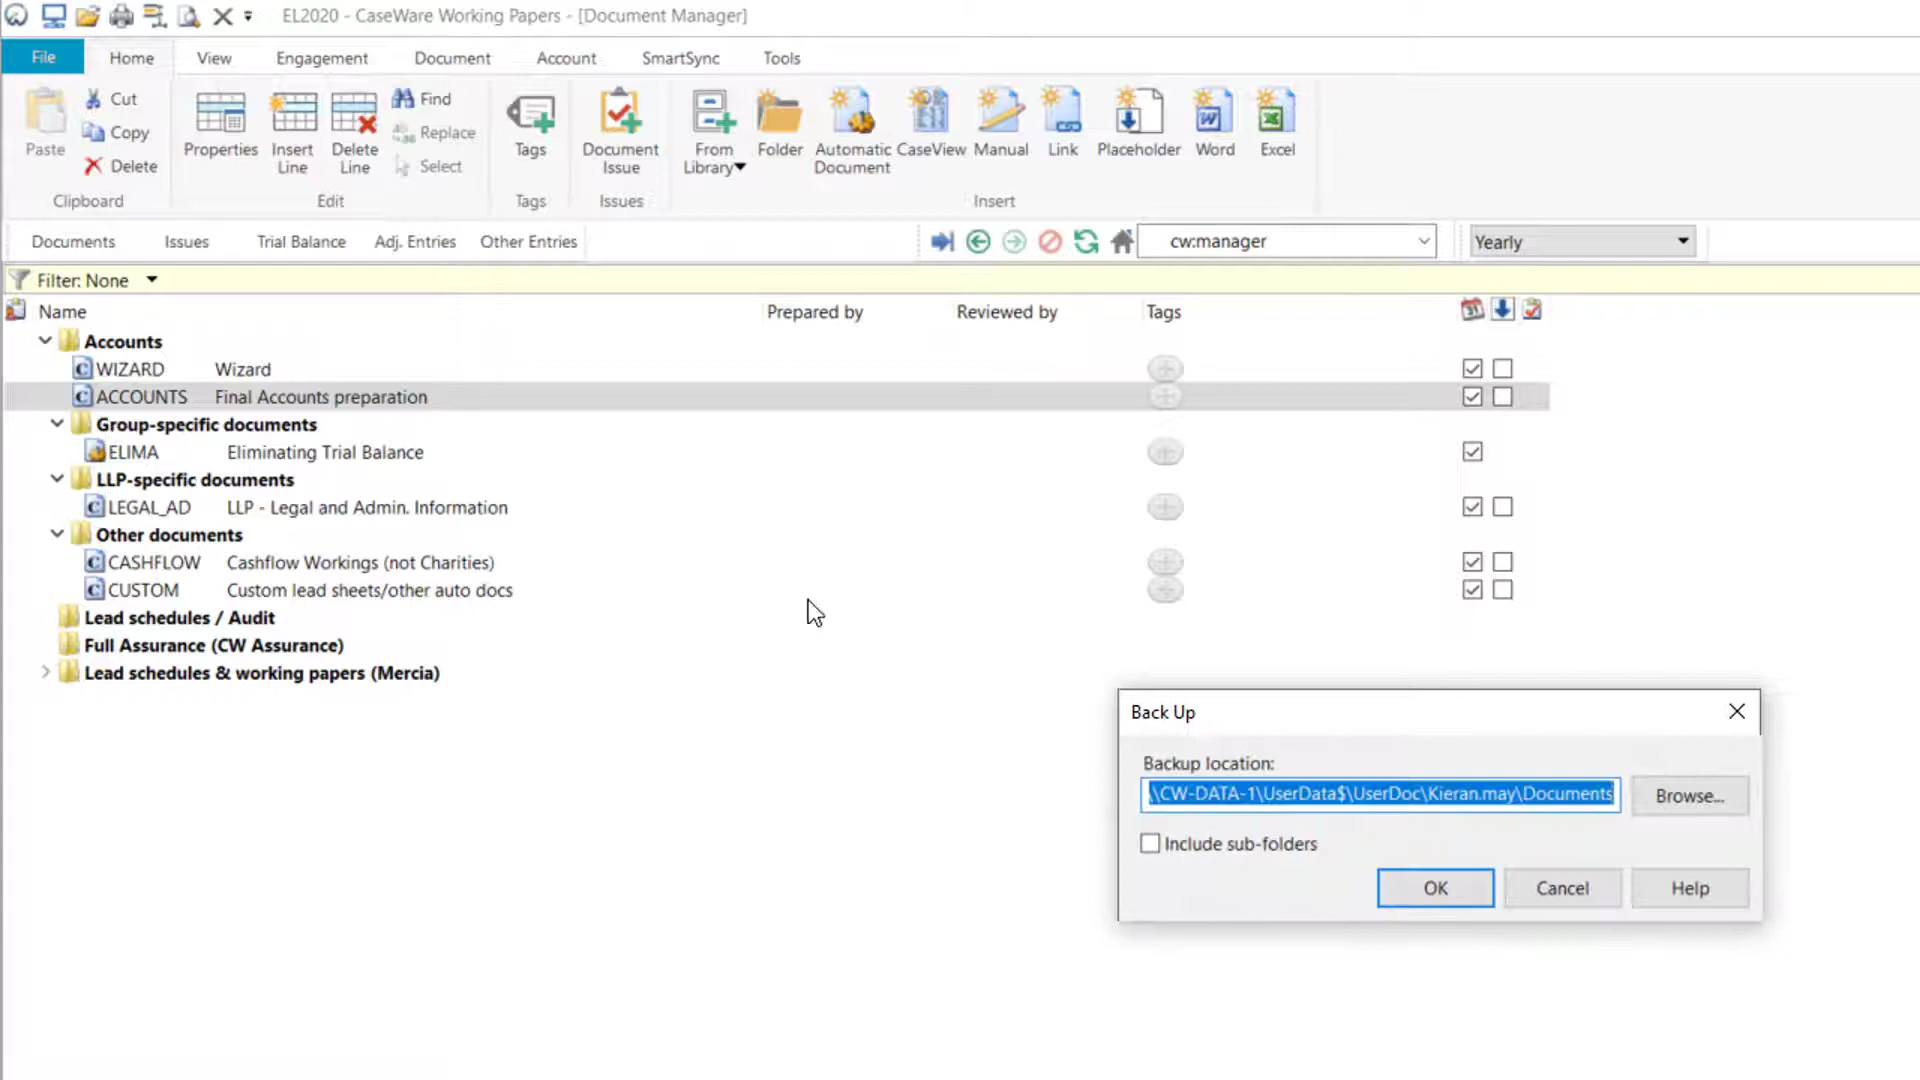 EL2020 - CaseWare Working Papers - [Document Manager]
File Home View Engagement Document Account SmartSync Tools
Paste
Cut
Copy
Delete
Clipboard
Properties
Insert Line
Delete Line
Find
Replace
Select
Edit
Tags
Tags
Document Issue
Issues
From Library
Folder
Automatic Document
CaseView
Manual
Link
Placeholder
Word
Excel
Insert
Documents Issues Trial Balance Adj. Entries Other Entries cw:manager Yearly
Filter: None
Name Prepared by Reviewed by Tags
Accounts
WIZARD Wizard
ACCOUNTS Final Accounts preparation
Group-specific documents
ELIMA Eliminating Trial Balance
LLP-specific documents
LEGAL_AD LLP - Legal and Admin. Information
Other documents
CASHFLOW Cashflow Workings (not Charities)
CUSTOM Custom lead sheets/other auto docs
Lead schedules / Audit
Full Assurance (CW Assurance)
Lead schedules & working papers (Mercia)
Back Up
Backup location:
\\CW-DATA-1\UserData$\UserDoc\Kieran.may\Documents
Browse...
Include sub-folders
OK Cancel Help